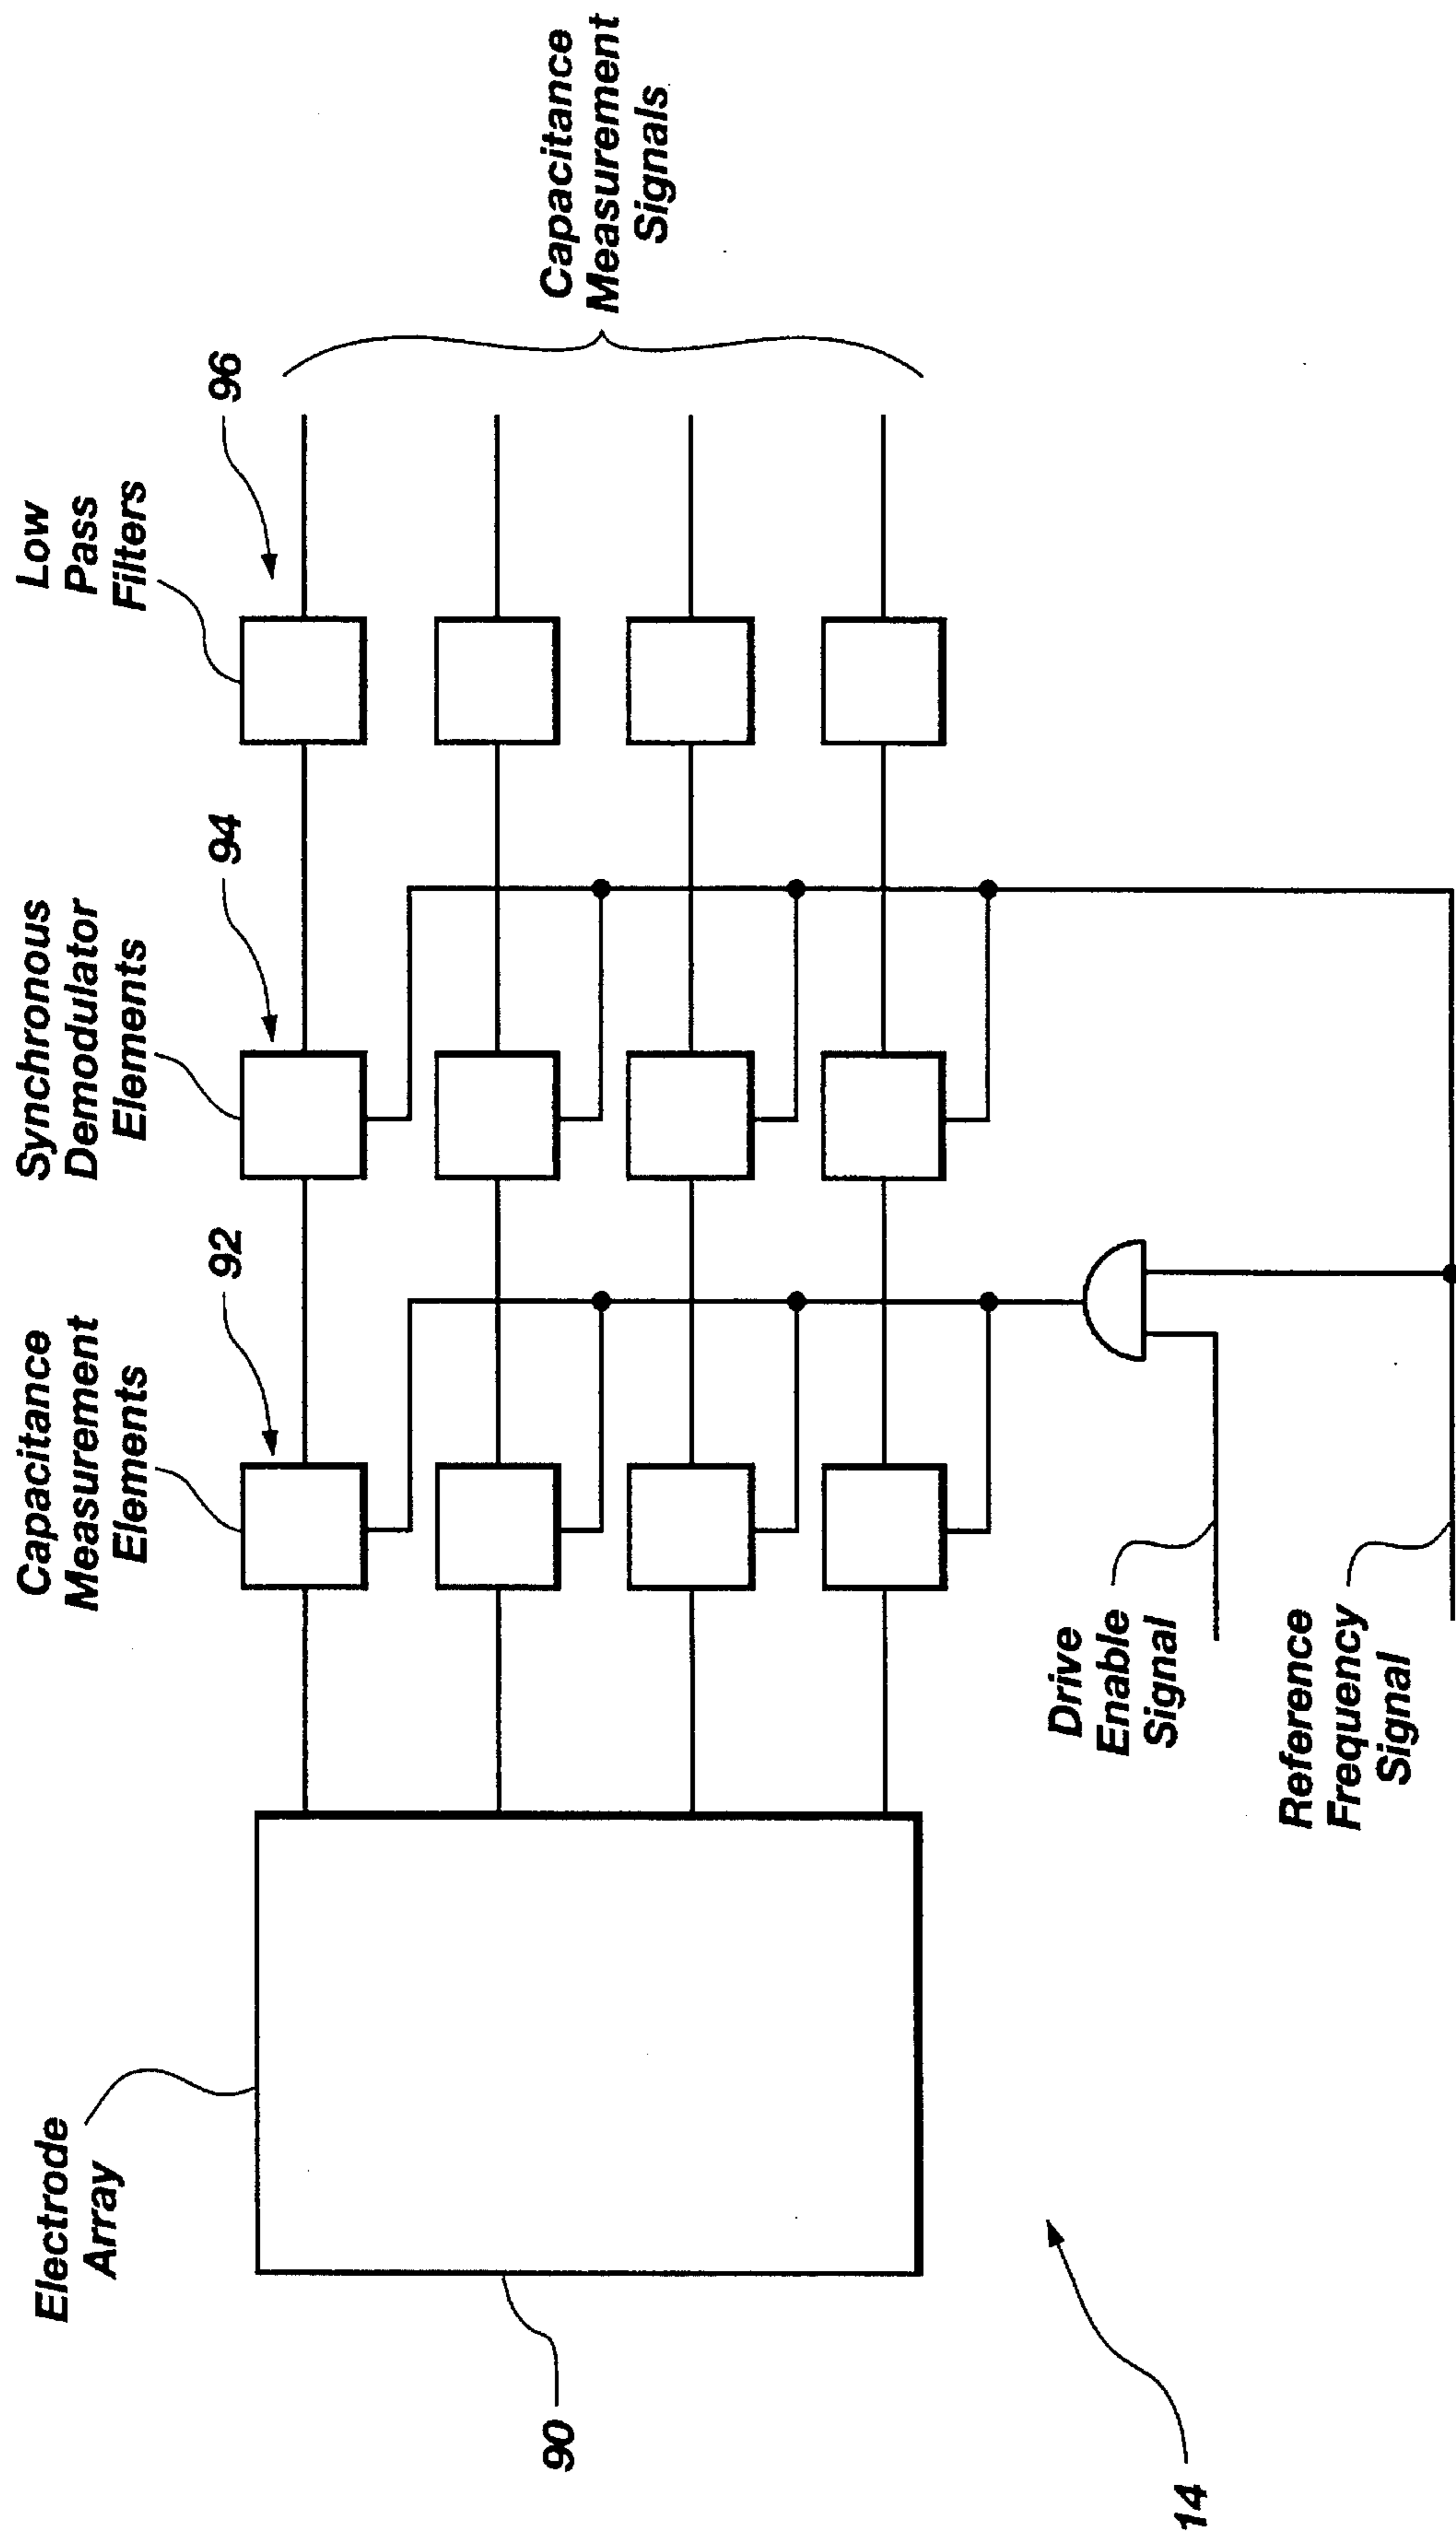 Electrode
Array
90
14
Capacitance
Measurement
Elements
92
Synchronous
Demodulator
Elements
94
Low
Pass
Filters
96
Capacitance
Measurement
Signals
Drive
Enable
Signal
Reference
Frequency
Signal